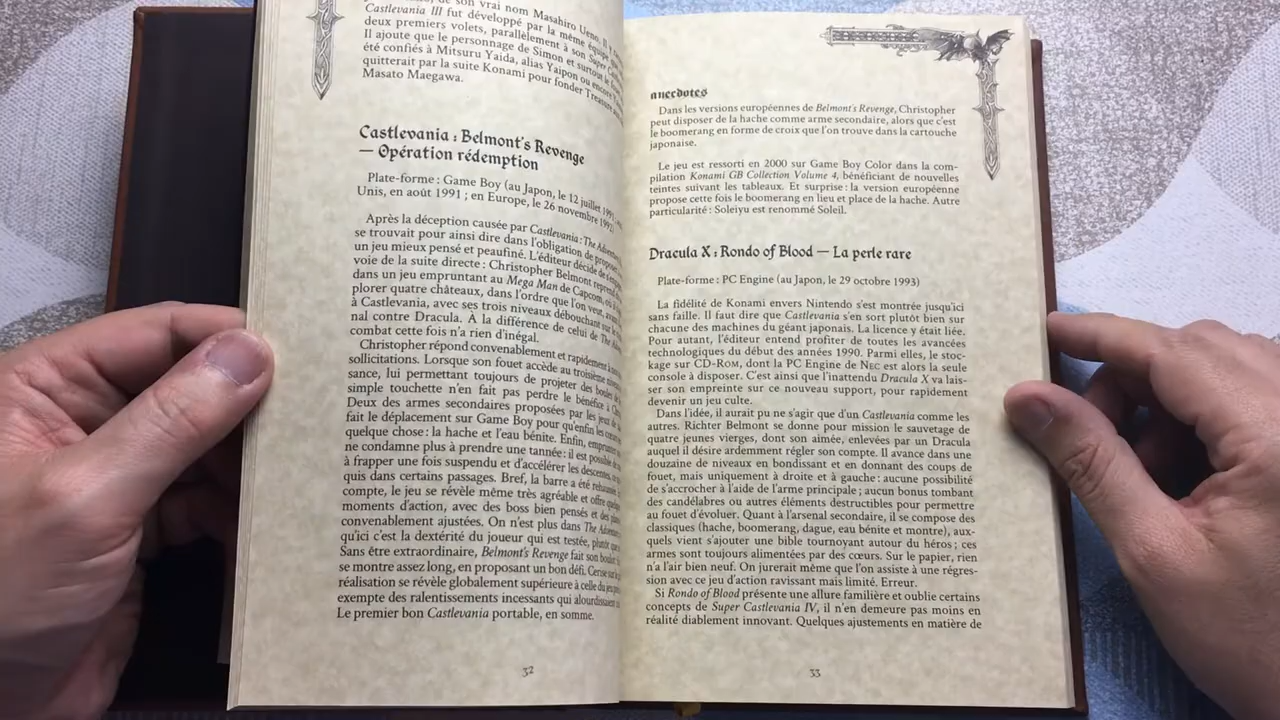 de son vrai nom Masahiro Ueno.
Castlevania III fut développé par la même équipe
deux premiers volets, parallèlement à son Super
Il ajoute que le personnage de Simon et surtout le
été confiés à Mitsuru Yaida, alias Yaipon ou encore
quitterait par la suite Konami pour fonder Treasure
Masato Maegawa.
Castlevania : Belmont's Revenge
— Opération rédemption
Plate-forme : Game Boy (au Japon, le 12 juillet 1991
Unis, en août 1991 ; en Europe, le 26 novembre 1992
Après la déception causée par Castlevania : The
se trouvait pour ainsi dire dans l'obligation de
un jeu mieux pensé et peaufiné. L'éditeur décide de
voie de la suite directe : Christopher Belmont
dans un jeu empruntant au Mega Man de Capcom, où
plorer quatre châteaux, dans l'ordre que l'on veut,
à Castlevania, avec ses trois niveaux débouchant sur
nal contre Dracula. À la différence de celui de The
combat cette fois n'a rien d'inégal.
Christopher répond convenablement et rapidement
sollicitations. Lorsque son fouet accède au troisième
sance, lui permettant toujours de projeter des boules
simple touchette n'en fait pas perdre le bénéfice à
Deux des armes secondaires proposées par les jeux
fait le déplacement sur Game Boy pour qu'enfin les
quelque chose : la hache et l'eau bénite. Enfin,
ne condamne plus à prendre une tannée : il est possible
à frapper une fois suspendu et d'accélérer les descentes,
quis dans certains passages. Bref, la barre a été
compte, le jeu se révèle même très agréable et offre
moments d'action, avec des boss bien pensés et des
convenablement ajustées. On n'est plus dans The
qu'ici c'est la dextérité du joueur qui est testée,
Sans être extraordinaire, Belmont's Revenge fait son
se montre assez long, en proposant un bon défi. Cerise sur
réalisation se révèle globalement supérieure à celle du
exempte des ralentissements incessants qui
Le premier bon Castlevania portable, en somme.
32
anecdotes
Dans les versions européennes de Belmont's Revenge, Christopher
peut disposer de la hache comme arme secondaire, alors que c'est
le boomerang en forme de croix que l'on trouve dans la cartouche
japonaise.
Le jeu est ressorti en 2000 sur Game Boy Color dans la com-
pilation Konami GB Collection Volume 4, bénéficiant de nouvelles
teintes suivant les tableaux. Et surprise : la version européenne
propose cette fois le boomerang en lieu et place de la hache. Autre
particularité : Soleiyu est renommé Soleil.
Dracula X : Rondo of Blood — La perle rare
Plate-forme : PC Engine (au Japon, le 29 octobre 1993)
La fidélité de Konami envers Nintendo s'est montrée jusqu'ici
sans faille. Il faut dire que Castlevania s'en sort plutôt bien sur
chacune des machines du géant japonais. La licence y était liée.
Pour autant, l'éditeur entend profiter de toutes les avancées
technologiques du début des années 1990. Parmi elles, le stoc-
kage sur CD-ROM, dont la PC Engine de NEC est alors la seule
console à disposer. C'est ainsi que l'inattendu Dracula X va lais-
ser son empreinte sur ce nouveau support, pour rapidement
devenir un jeu culte.
Dans l'idée, il aurait pu ne s'agir que d'un Castlevania comme les
autres. Richter Belmont se donne pour mission le sauvetage de
quatre jeunes vierges, dont son aimée, enlevées par un Dracula
auquel il désire ardemment régler son compte. Il avance dans une
douzaine de niveaux en bondissant et en donnant des coups de
fouet, mais uniquement à droite et à gauche : aucune possibilité
de s'accrocher à l'aide de l'arme principale ; aucun bonus tombant
des candélabres ou autres éléments destructibles pour permettre
au fouet d'évoluer. Quant à l'arsenal secondaire, il se compose des
classiques (hache, boomerang, dague, eau bénite et montre), aux-
quels vient s'ajouter une bible tournoyant autour du héros ; ces
armes sont toujours alimentées par des cœurs. Sur le papier, rien
n'a l'air bien neuf. On jurerait même que l'on assiste à une régres-
sion avec ce jeu d'action ravissant mais limité. Erreur.
Si Rondo of Blood présente une allure familière et oublie certains
concepts de Super Castlevania IV, il n'en demeure pas moins en
réalité diablement innovant. Quelques ajustements en matière de
33